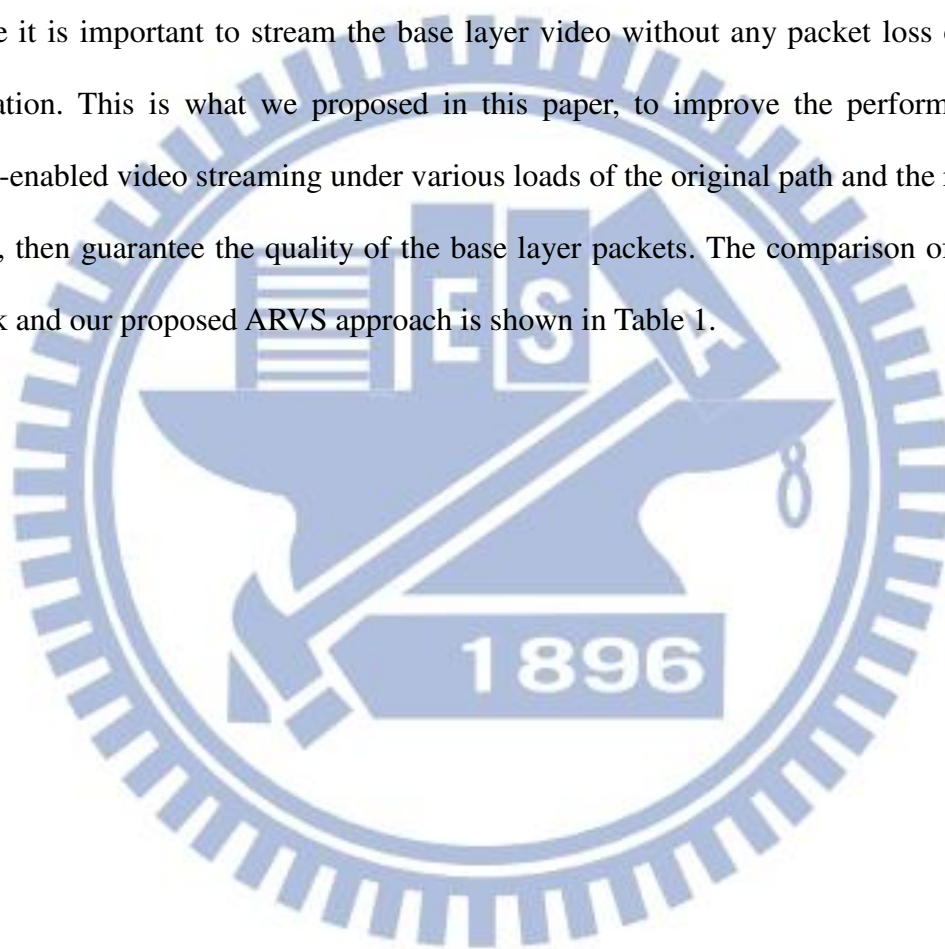 it is important to stream the base layer video without any packet loss
This is what we proposed in this paper, to improve the
-enabled video streaming under various loads of the original path and the
, then guarantee the quality of the base layer packets. The comparison
and our proposed ARVS approach is shown in Table 1.
E S A
8
1896